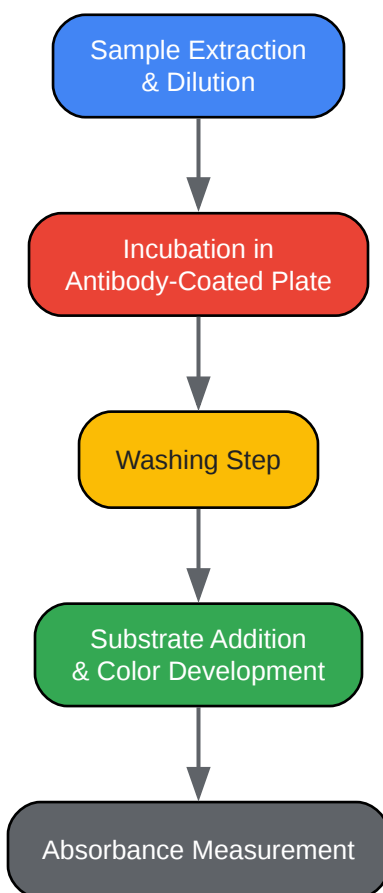 Sample Extraction
& Dilution
Incubation in
Antibody-Coated Plate
Washing Step
Substrate Addition
& Color Development
Absorbance Measurement